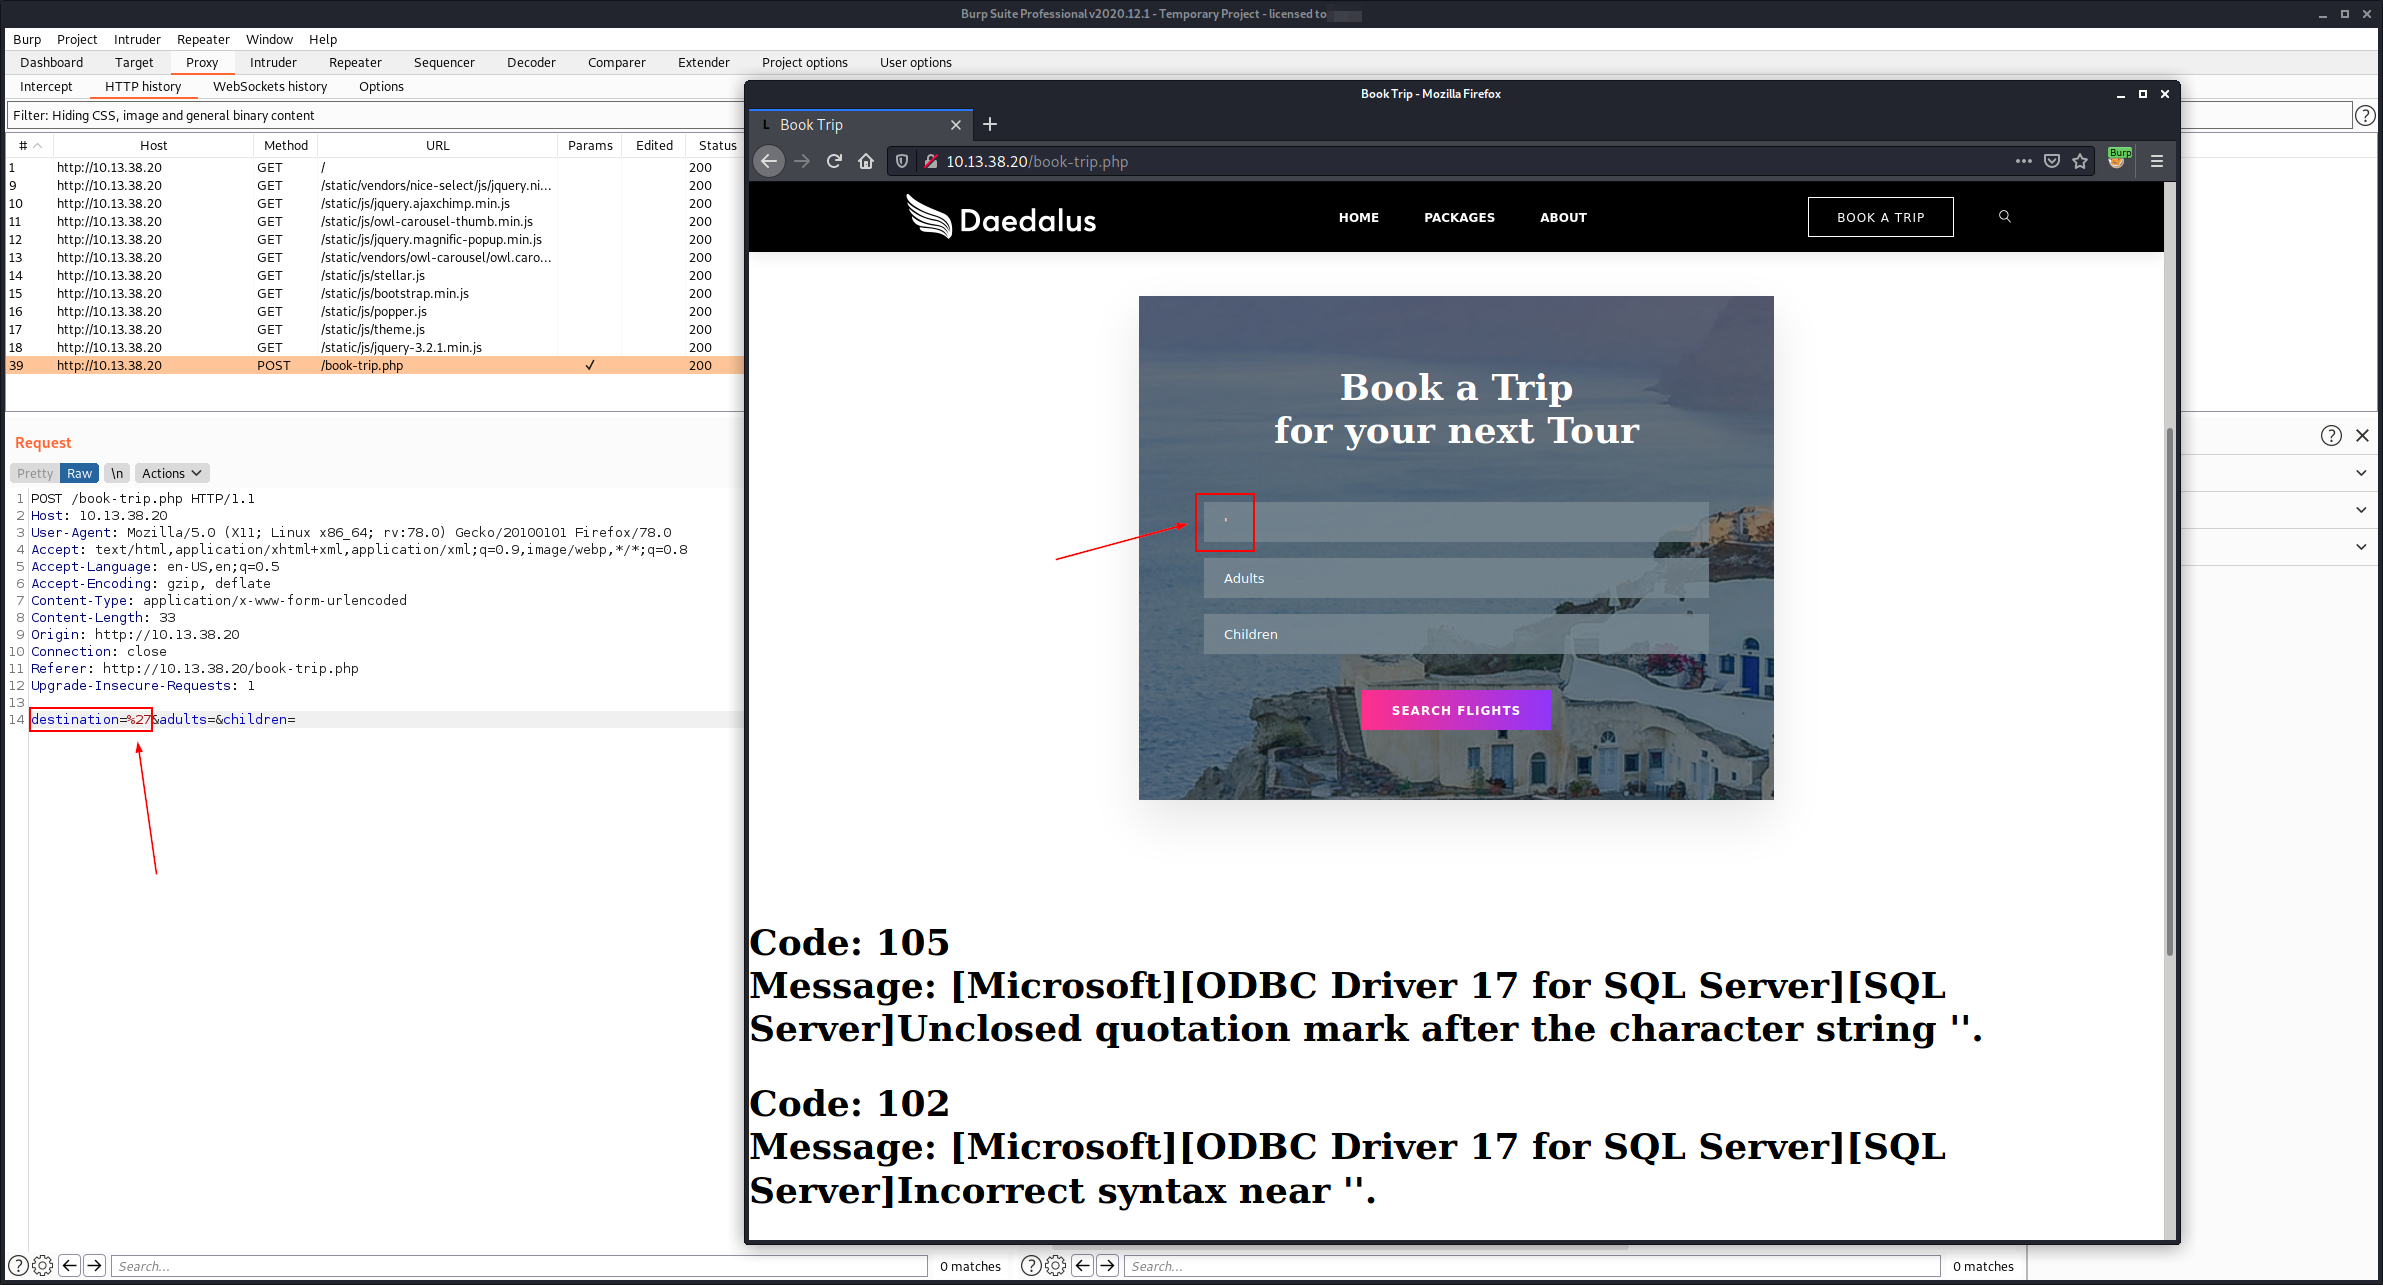 Burp Suite Professional v2020.12.1 - Temporary Project - licensed to
Burp Project Intruder Repeater Window Help
Dashboard Target Proxy Intruder Repeater Sequencer Decoder Comparer Extender Project options User options
Intercept HTTP history WebSockets history Options
Filter: Hiding CSS, image and general binary content
# Host Method URL Params Edited Status
1 http://10.13.38.20 GET / 200
9 http://10.13.38.20 GET /static/vendors/nice-select/js/jquery.ni... 200
10 http://10.13.38.20 GET /static/js/jquery.ajaxchimp.min.js 200
11 http://10.13.38.20 GET /static/js/owl-carousel-thumb.min.js 200
12 http://10.13.38.20 GET /static/js/jquery.magnific-popup.min.js 200
13 http://10.13.38.20 GET /static/vendors/owl-carousel/owl.caro... 200
14 http://10.13.38.20 GET /static/js/stellar.js 200
15 http://10.13.38.20 GET /static/js/bootstrap.min.js 200
16 http://10.13.38.20 GET /static/js/popper.js 200
17 http://10.13.38.20 GET /static/js/theme.js 200
18 http://10.13.38.20 GET /static/js/jquery-3.2.1.min.js 200
39 http://10.13.38.20 POST /book-trip.php ✓ 200
Request
Pretty Raw \n Actions
1 POST /book-trip.php HTTP/1.1
2 Host: 10.13.38.20
3 User-Agent: Mozilla/5.0 (X11; Linux x86_64; rv:78.0) Gecko/20100101 Firefox/78.0
4 Accept: text/html,application/xhtml+xml,application/xml;q=0.9,image/webp,*/*;q=0.8
5 Accept-Language: en-US,en;q=0.5
6 Accept-Encoding: gzip, deflate
7 Content-Type: application/x-www-form-urlencoded
8 Content-Length: 33
9 Origin: http://10.13.38.20
10 Connection: close
11 Referer: http://10.13.38.20/book-trip.php
12 Upgrade-Insecure-Requests: 1
13
14 destination=%27&adults=&children=
Search... 0 matches
Search... 0 matches
Book Trip - Mozilla Firefox
L Book Trip
10.13.38.20/book-trip.php
Burp
Daedalus HOME PACKAGES ABOUT BOOK A TRIP
Book a Trip
for your next Tour
'
Adults
Children
SEARCH FLIGHTS
Code: 105
Message: [Microsoft][ODBC Driver 17 for SQL Server][SQL
Server]Unclosed quotation mark after the character string ''.
Code: 102
Message: [Microsoft][ODBC Driver 17 for SQL Server][SQL
Server]Incorrect syntax near ''.